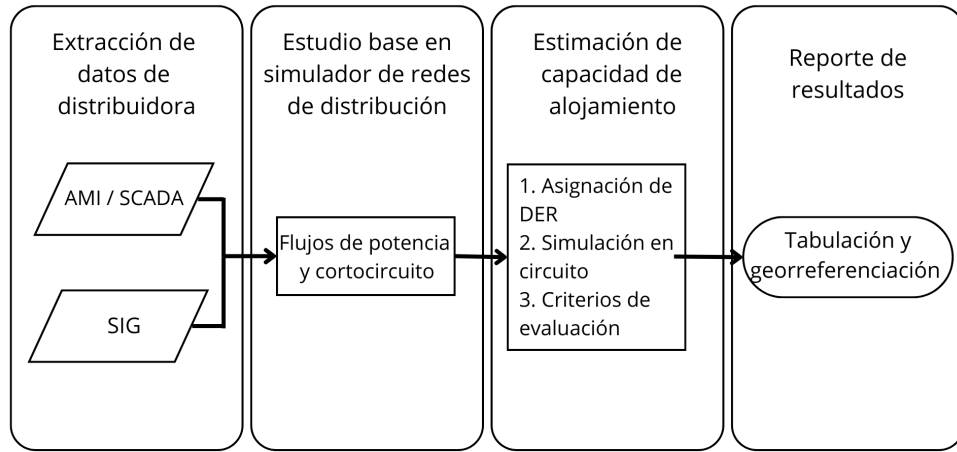 Extracción de
datos de
distribuidora
AMI / SCADA
SIG
Estudio base en
simulador de redes
de distribución
Flujos de potencia
y cortocircuito
Estimación de
capacidad de
alojamiento
1. Asignación de
DER
2. Simulación en
circuito
3. Criterios de
evaluación
Reporte de
resultados
Tabulación y
georreferenciación